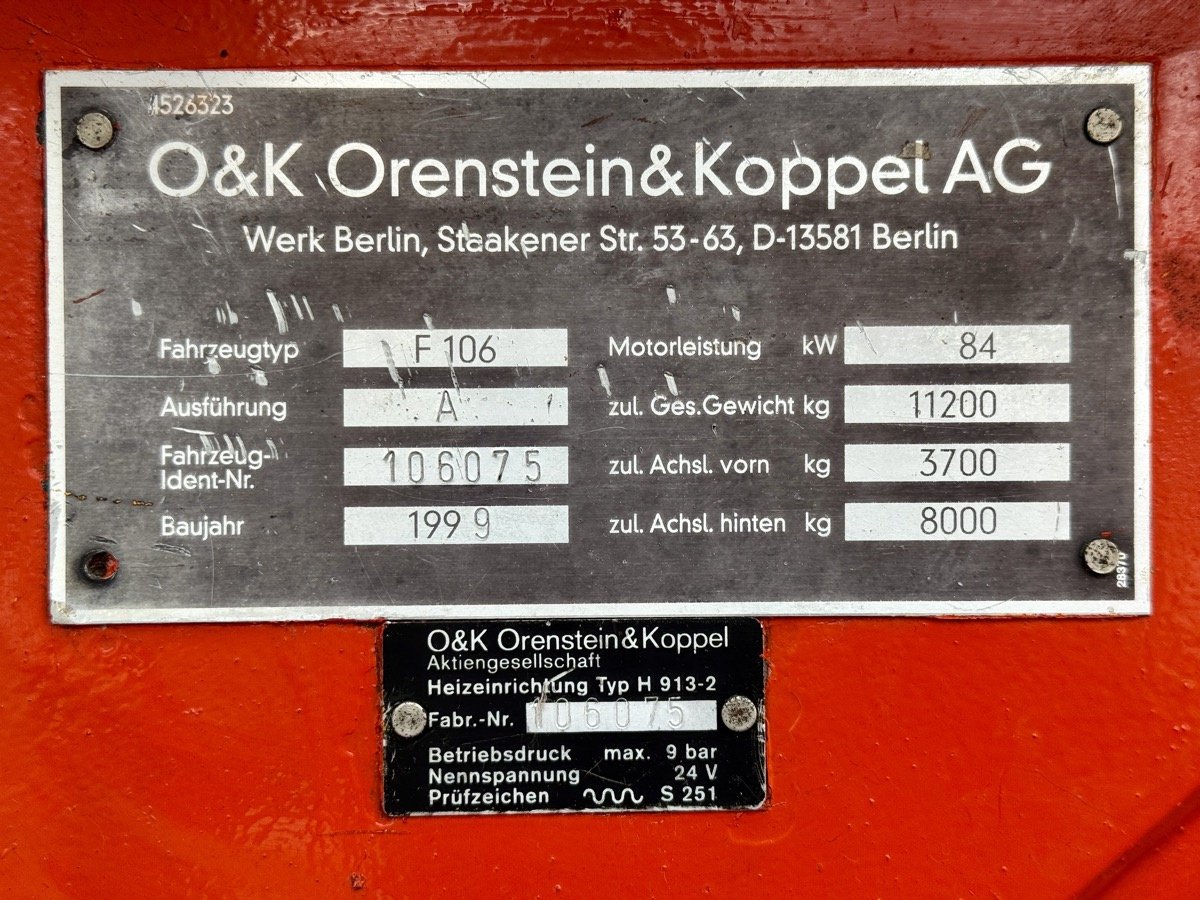 1526323
O&K Orenstein&Koppel AG
Werk Berlin, Staakener Str. 53-63, D-13581 Berlin
Fahrzeugtyp F 106 Motorleistung kW 84
Ausführung A zul. Ges.Gewicht kg 11200
Fahrzeug-
Ident-Nr. 106075 zul. Achsl. vorn kg 3700
Baujahr 1999 zul. Achsl. hinten kg 8000
O&K Orenstein&Koppel
Aktiengesellschaft
Heizeinrichtung Typ H 913-2
Fabr.-Nr. 106075
Betriebsdruck max. 9 bar
Nennspannung 24 V
Prüfzeichen S 251